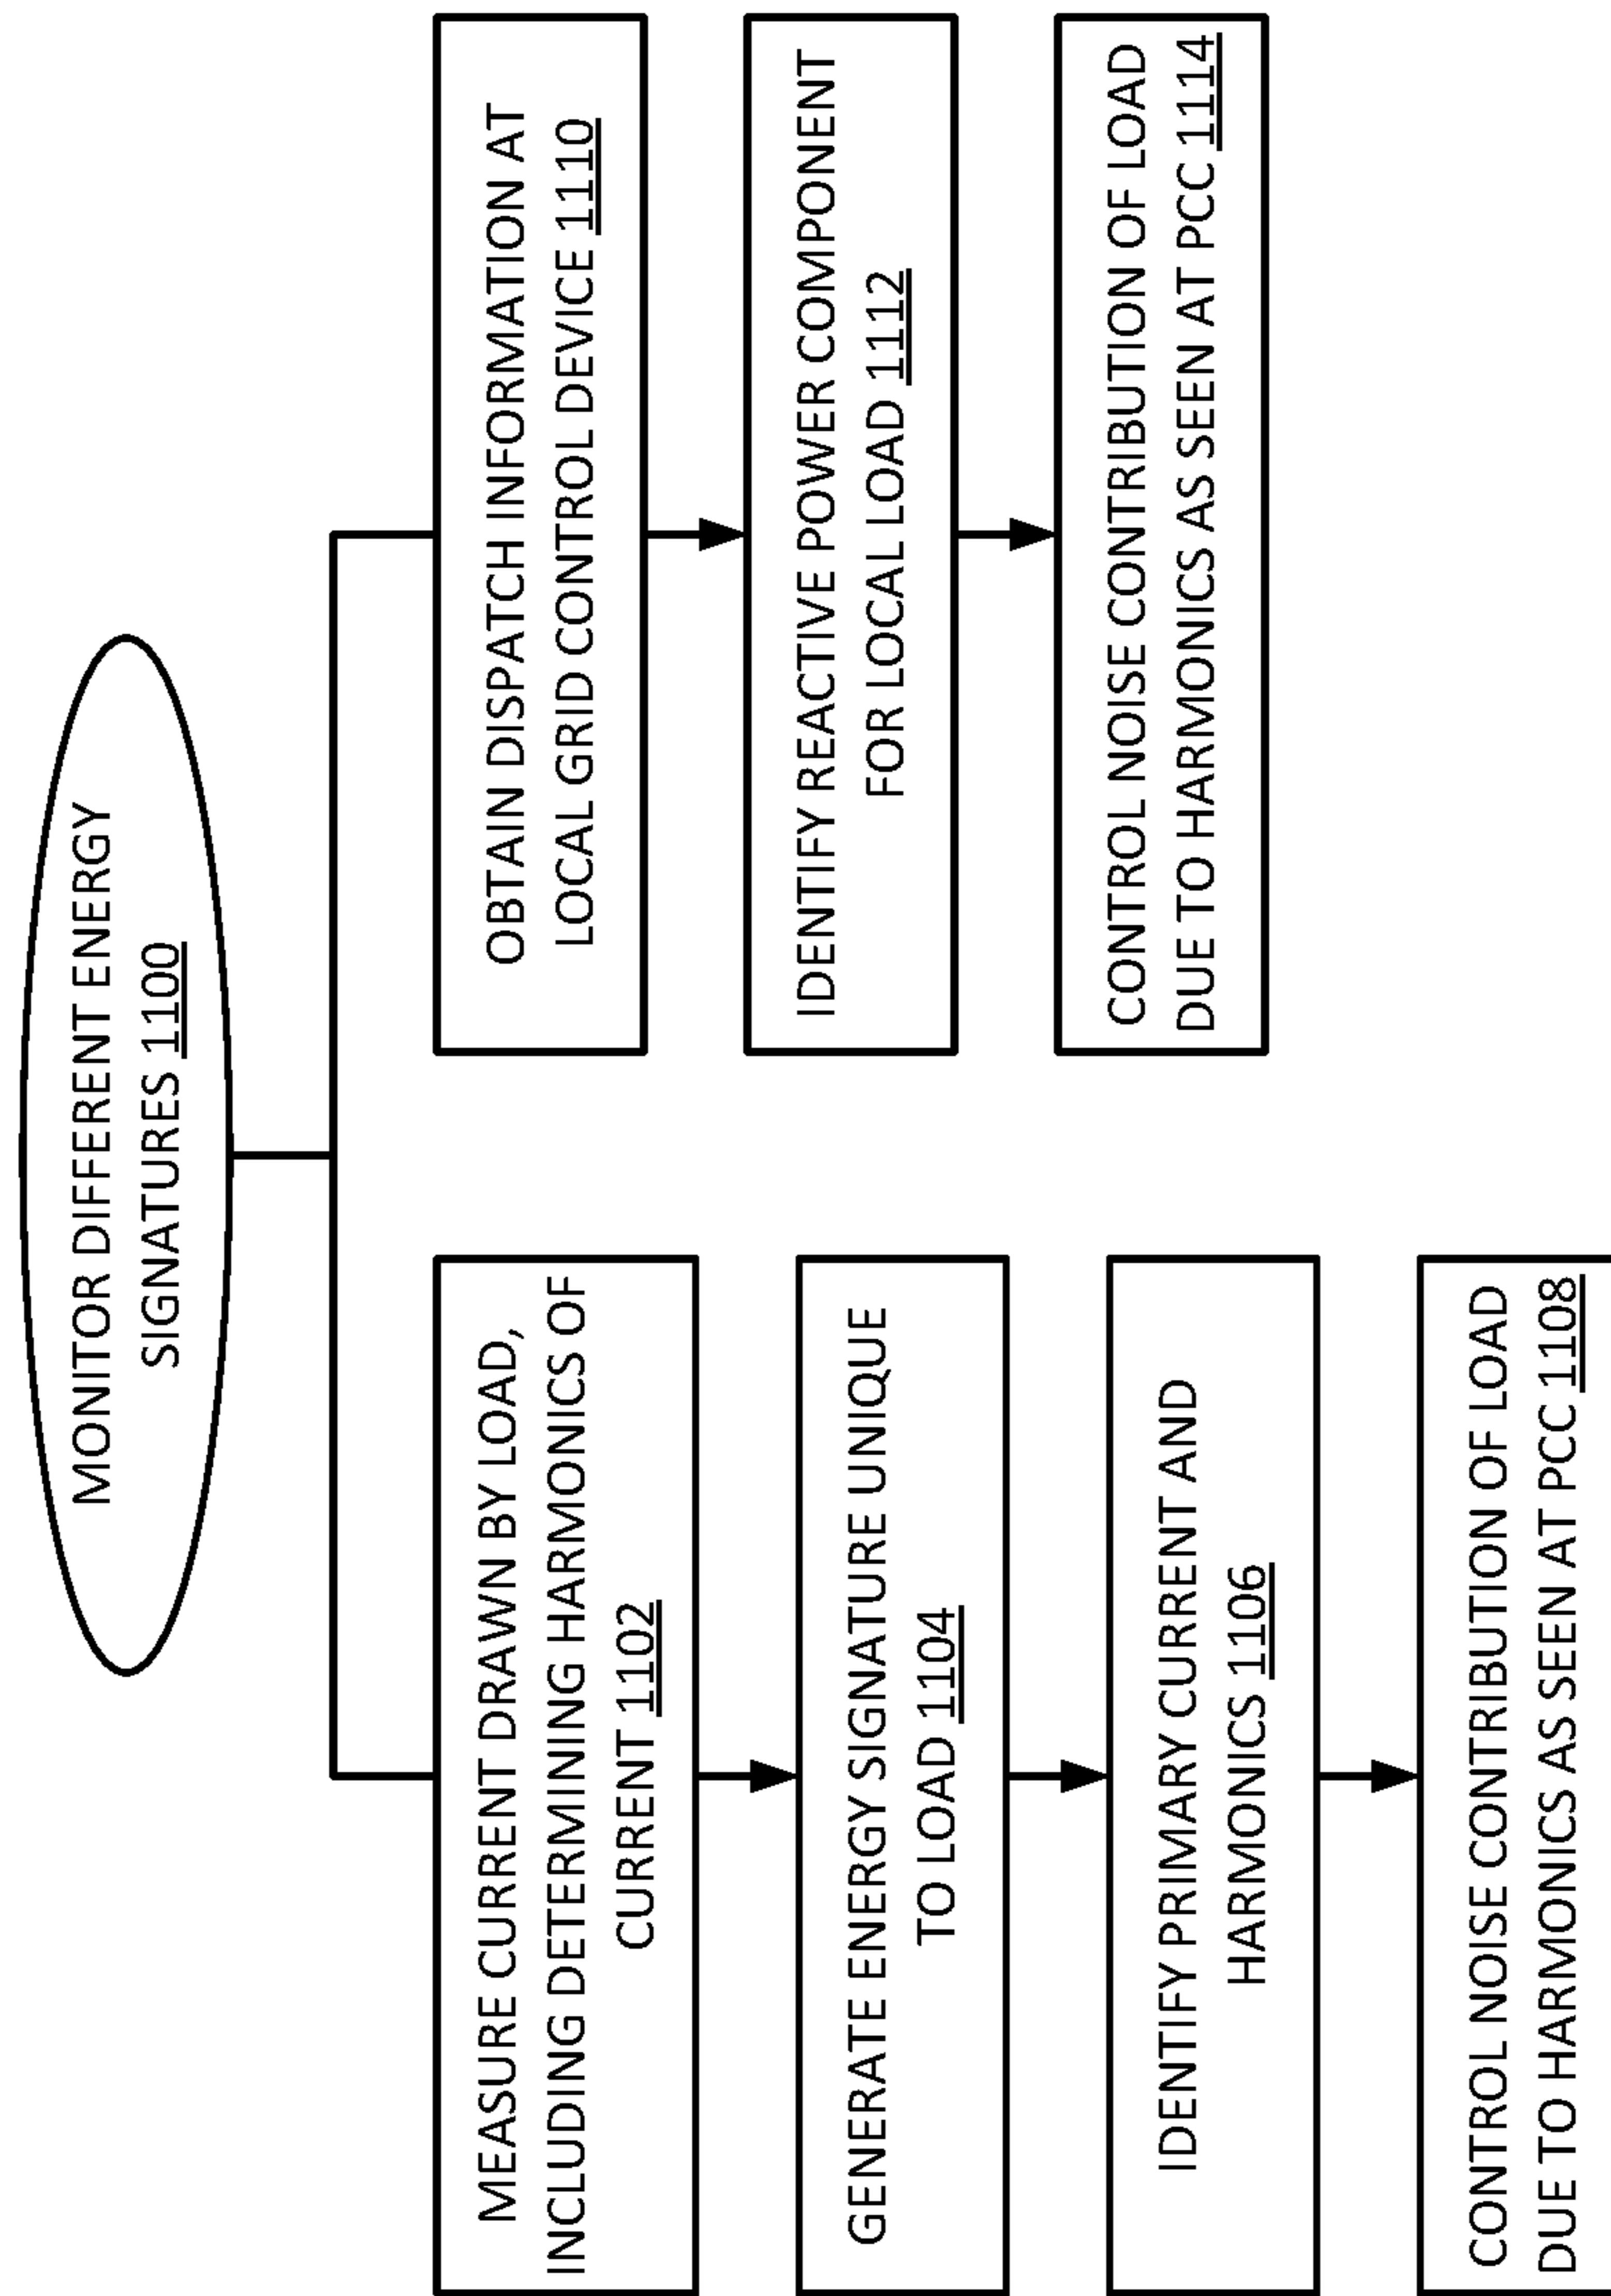 MONITOR DIFFERENT ENERGY
SIGNATURES 1100
MEASURE CURRENT DRAWN BY LOAD,
INCLUDING DETERMINING HARMONICS OF
CURRENT 1102
GENERATE ENERGY SIGNATURE UNIQUE
TO LOAD 1104
IDENTIFY PRIMARY CURRENT AND
HARMONICS 1106
CONTROL NOISE CONTRIBUTION OF LOAD
DUE TO HARMONICS AS SEEN AT PCC 1108
OBTAIN DISPATCH INFORMATION AT
LOCAL GRID CONTROL DEVICE 1110
IDENTIFY REACTIVE POWER COMPONENT
FOR LOCAL LOAD 1112
CONTROL NOISE CONTRIBUTION OF LOAD
DUE TO HARMONICS AS SEEN AT PCC 1114